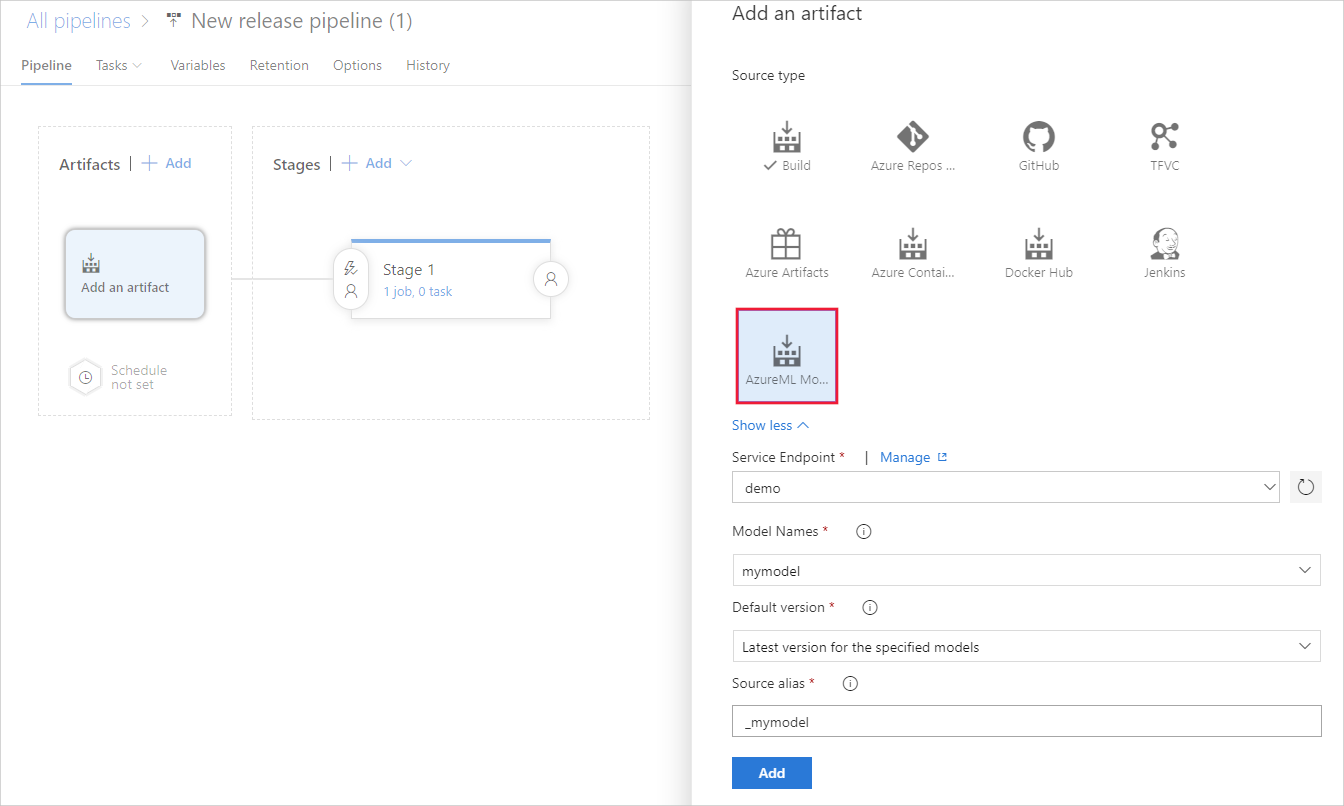 All pipelines > New release pipeline (1)
Pipeline Tasks Variables Retention Options History
Artifacts | + Add
Stages | + Add
Add an artifact
Schedule
not set
Stage 1
1 job, 0 task
Add an artifact
Source type
Build
Azure Repos ...
GitHub
TFVC
Azure Artifacts
Azure Contai...
Docker Hub
Jenkins
AzureML Mo...
Show less
Service Endpoint * | Manage
demo
Model Names *
mymodel
Default version *
Latest version for the specified models
Source alias *
_mymodel
Add